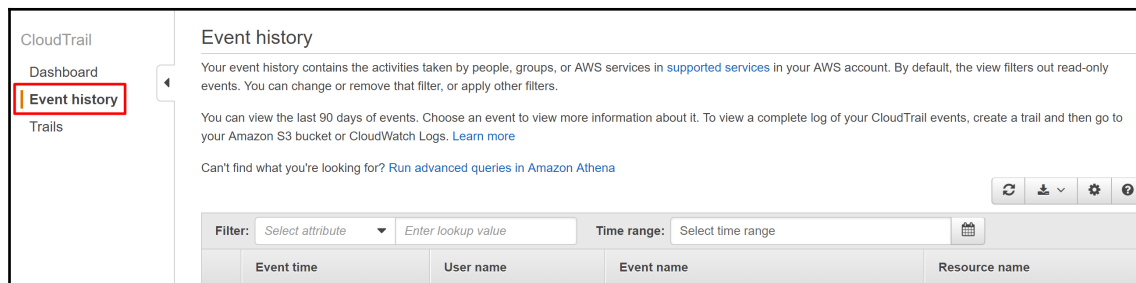 CloudTrail
Dashboard
Event history
Trails
Event history
Your event history contains the activities taken by people, groups, or AWS services in supported services in your AWS account. By default, the view filters out read-only
events. You can change or remove that filter, or apply other filters.
You can view the last 90 days of events. Choose an event to view more information about it. To view a complete log of your CloudTrail events, create a trail and then go to
your Amazon S3 bucket or CloudWatch Logs. Learn more
Can't find what you're looking for? Run advanced queries in Amazon Athena
Filter: Select attribute Enter lookup value Time range: Select time range
Event time User name Event name Resource name